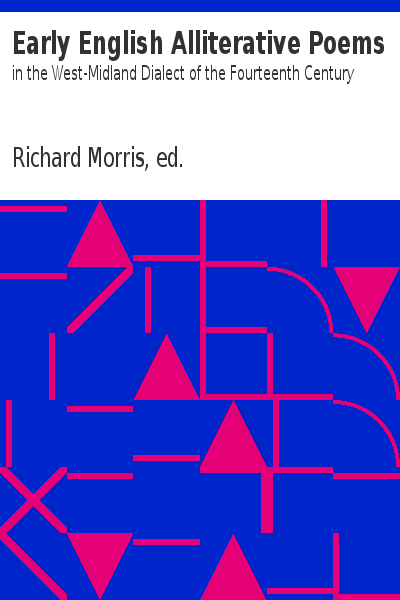 Early English Alliterative Poems
in the West-Midland Dialect of the Fourteenth Century
Richard Morris, ed.